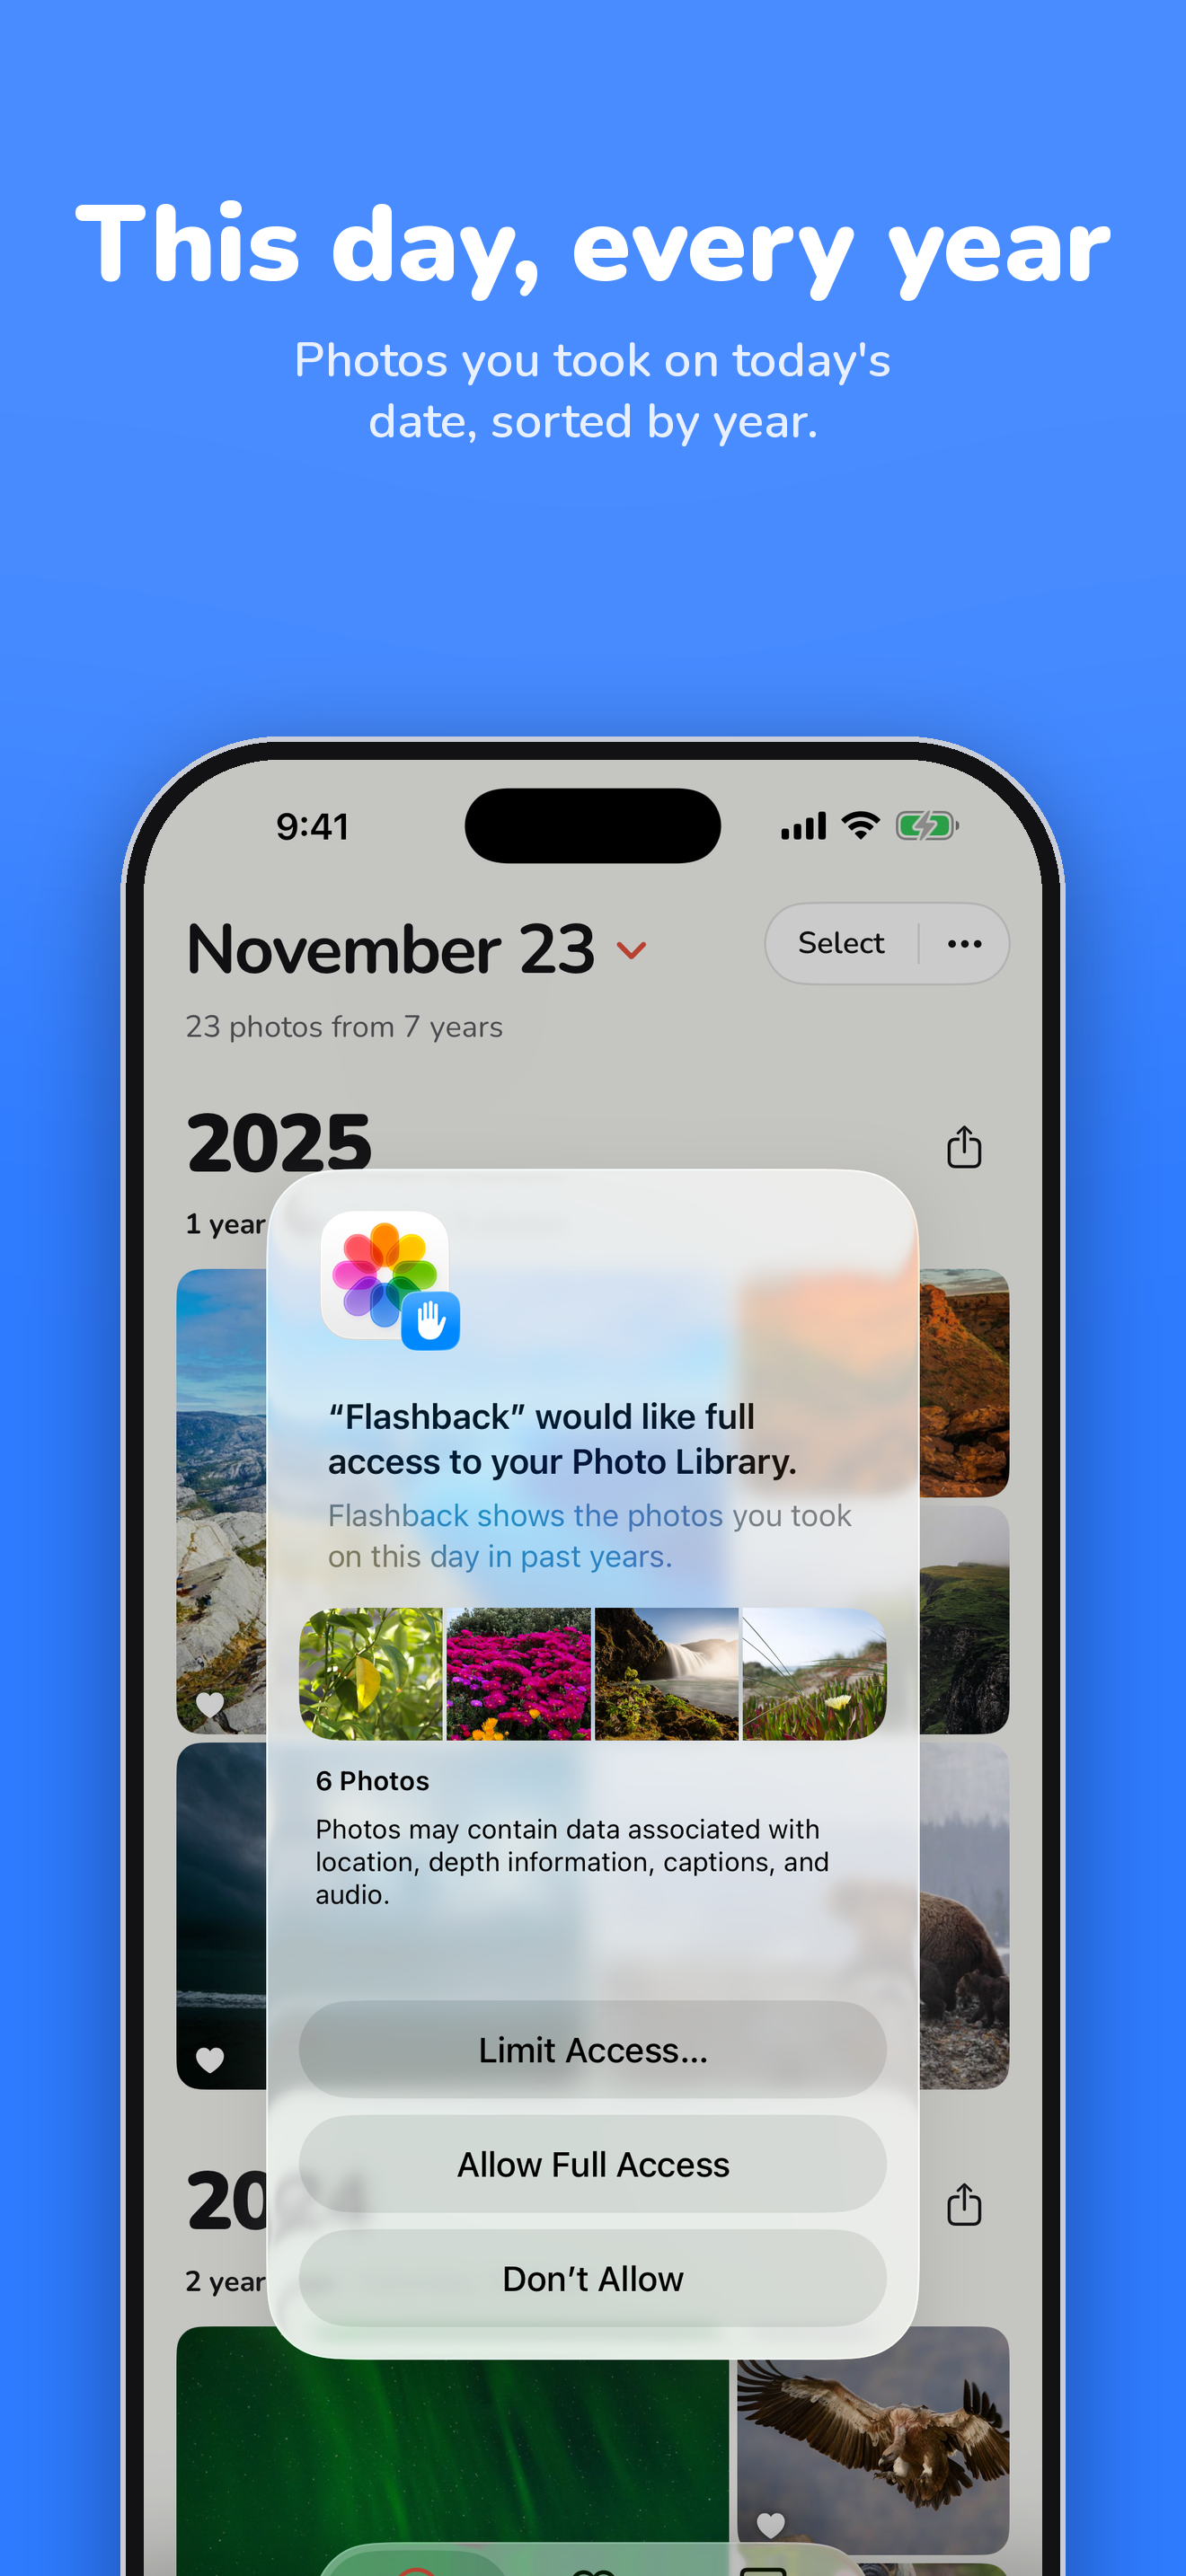 This day, every year
Photos you took on today's
date, sorted by year.
9:41
November 23
Select
23 photos from 7 years
2025
1 year
“Flashback” would like full
access to your Photo Library.
Flashback shows the photos you took
on this day in past years.
6 Photos
Photos may contain data associated with
location, depth information, captions, and
audio.
Limit Access...
Allow Full Access
2024
Don’t Allow
2 year